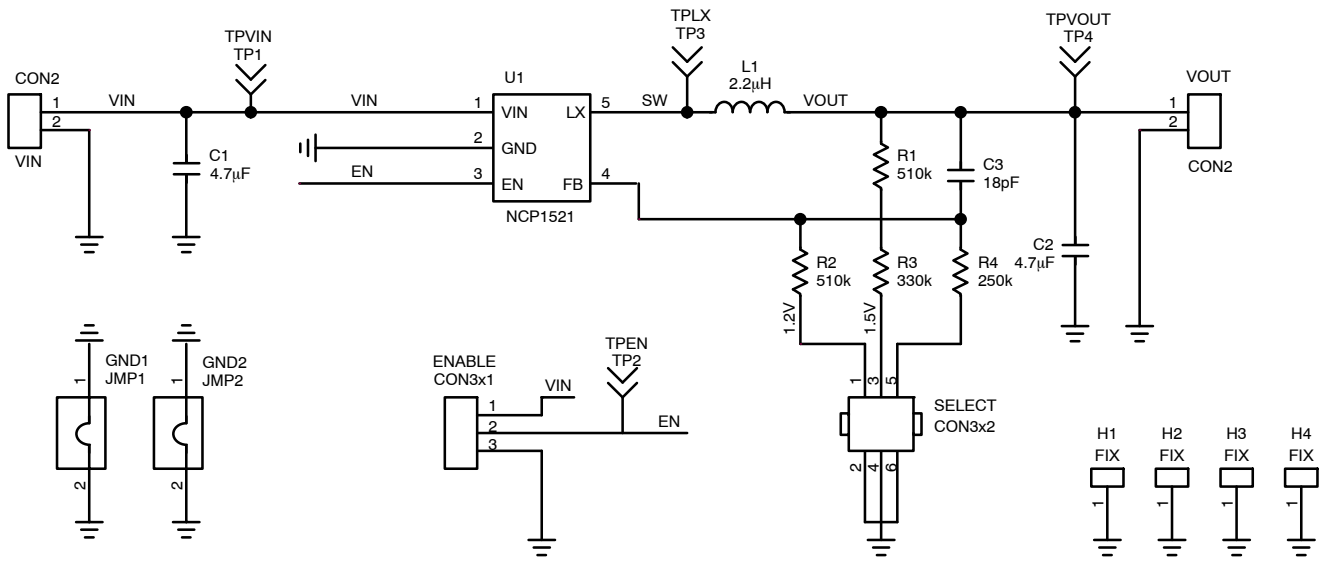 TPVIN
TP1
TPLX
TP3
TPVOUT
TP4
CON2
1
2
VIN
VIN
VIN
U1
1
VIN
LX
5
2
GND
3
EN
FB
4
EN
NCP1521
SW
L1
2.2μH
VOUT
VOUT
1
2
CON2
C1
4.7μF
R1
510k
C3
18pF
R2
510k
R3
330k
R4
250k
C2
4.7μF
1.2V
1.5V
GND1
JMP1
1
2
GND2
JMP2
1
2
ENABLE
CON3x1
1
2
3
VIN
TPEN
TP2
EN
1
3
5
SELECT
CON3x2
2
4
6
H1
FIX
1
H2
FIX
1
H3
FIX
1
H4
FIX
1